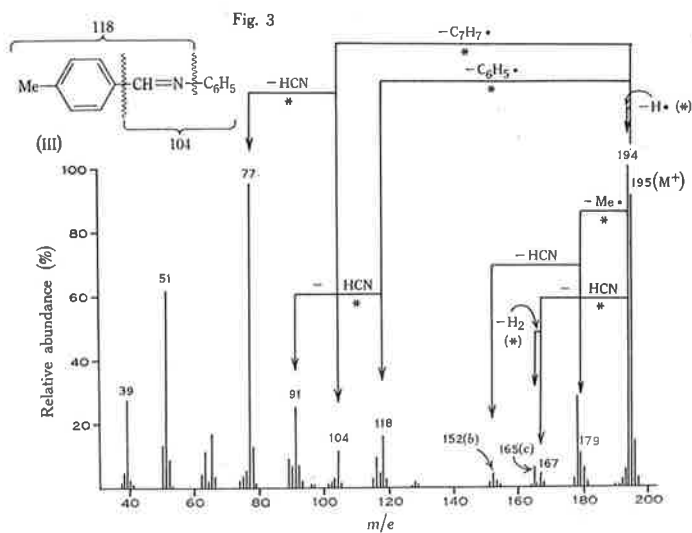 Fig. 3
118
Me
CH=N
C₆H₅
104
(III)
−C₇H₇•
*
−C₆H₅•
*
−HCN
*
−H• (*)
194
195(M⁺)
77
−Me•
*
−HCN
− HCN
*
− HCN
*
−H₂
(*)
51
39
91
104
118
152(b)
165(c)
167
179
Relative abundance (%)
100
80
60
40
20
40
60
80
100
120
140
160
180
200
m/e